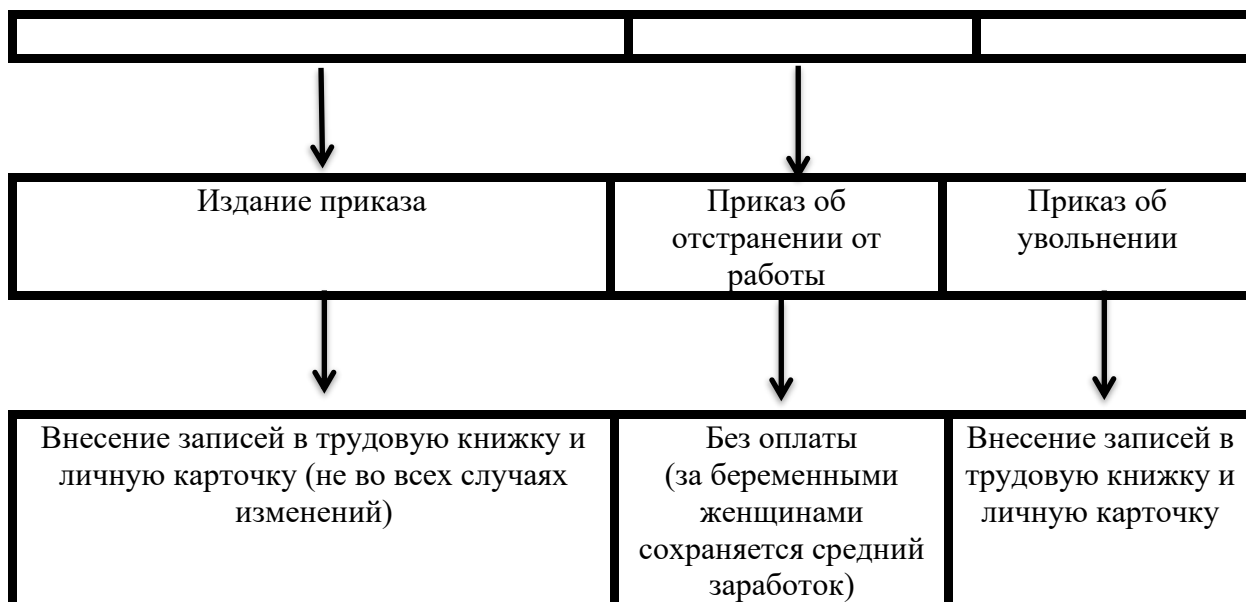 Издание приказа
Приказ об
отстранении от
работы
Приказ об
увольнении
Внесение записей в трудовую книжку и
личную карточку (не во всех случаях
изменений)
Без оплаты
(за беременными
женщинами
сохраняется средний
заработок)
Внесение записей в
трудовую книжку и
личную карточку